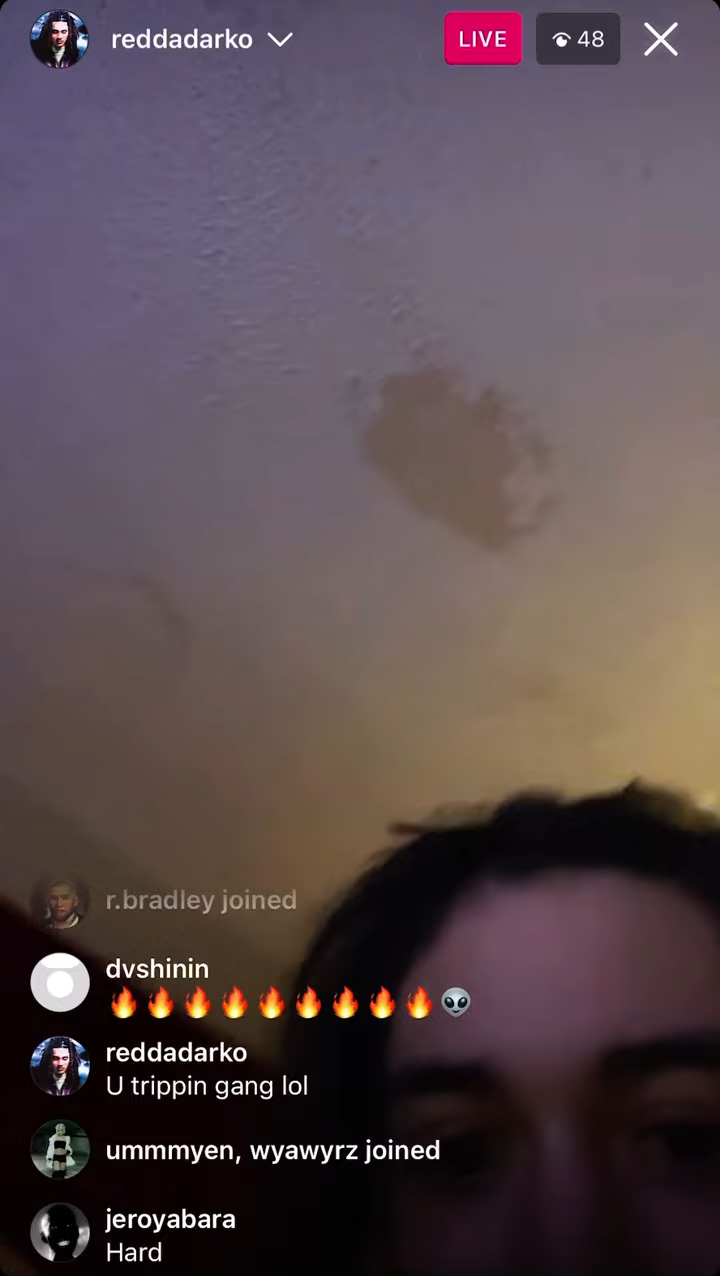 reddadarko
LIVE
48
r.bradley joined
dvshinin
🔥🔥🔥🔥🔥🔥🔥🔥🔥👽
reddadarko
U trippin gang lol
ummmyen, wyawyrz joined
jeroyabara
Hard